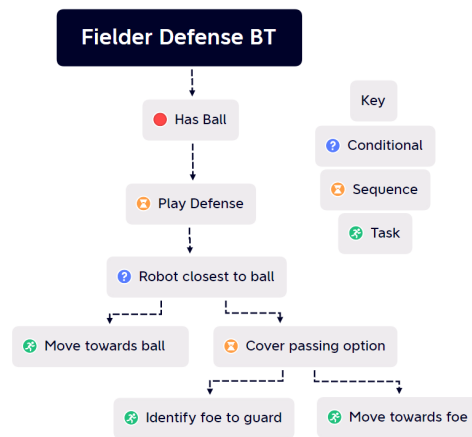 Fielder Defense BT
Has Ball
Key
Conditional
Play Defense
Sequence
Task
Robot closest to ball
Move towards ball
Cover passing option
Identify foe to guard
Move towards foe